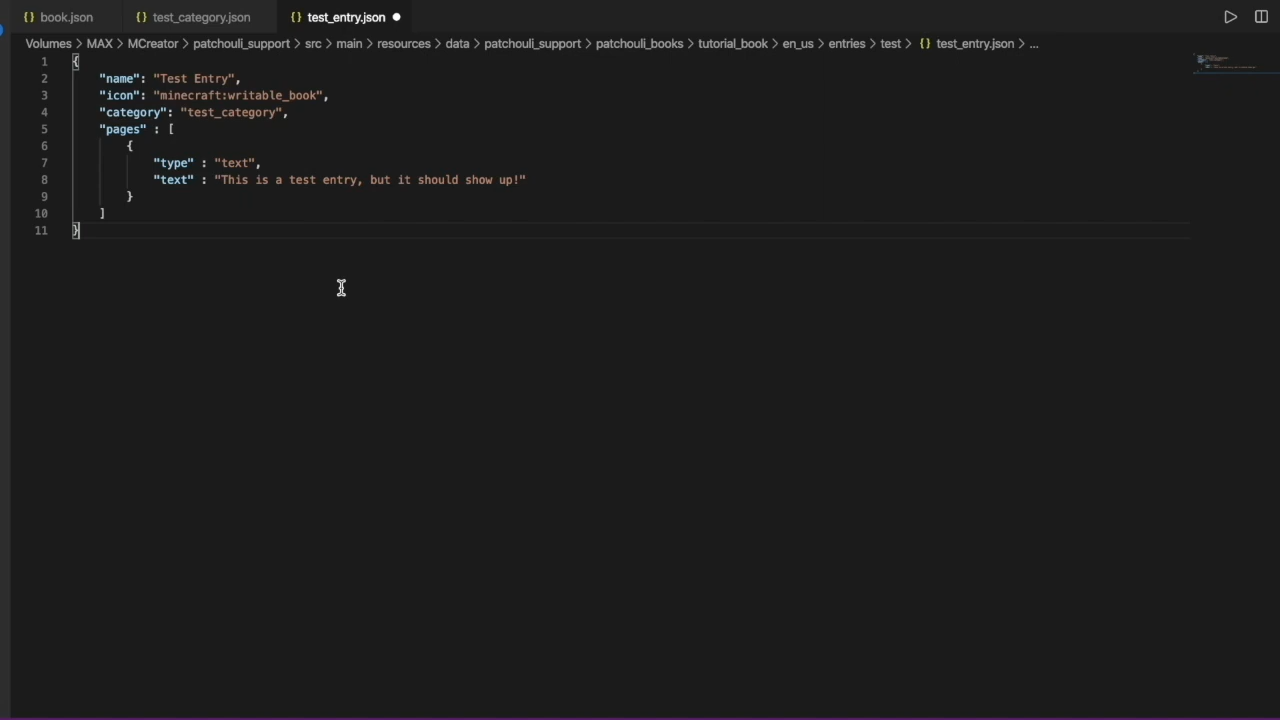 book.json test_category.json test_entry.json
Volumes > MAX > MCreator > patchouli_support > src > main > resources > data > patchouli_support > patchouli_books > tutorial_book > en_us > entries > test > {} test_entry.json > ...
1 {
2 "name": "Test Entry",
3 "icon": "minecraft:writable_book",
4 "category": "test_category",
5 "pages" : [
6 {
7 "type" : "text",
8 "text" : "This is a test entry, but it should show up!"
9 }
10 ]
11 }